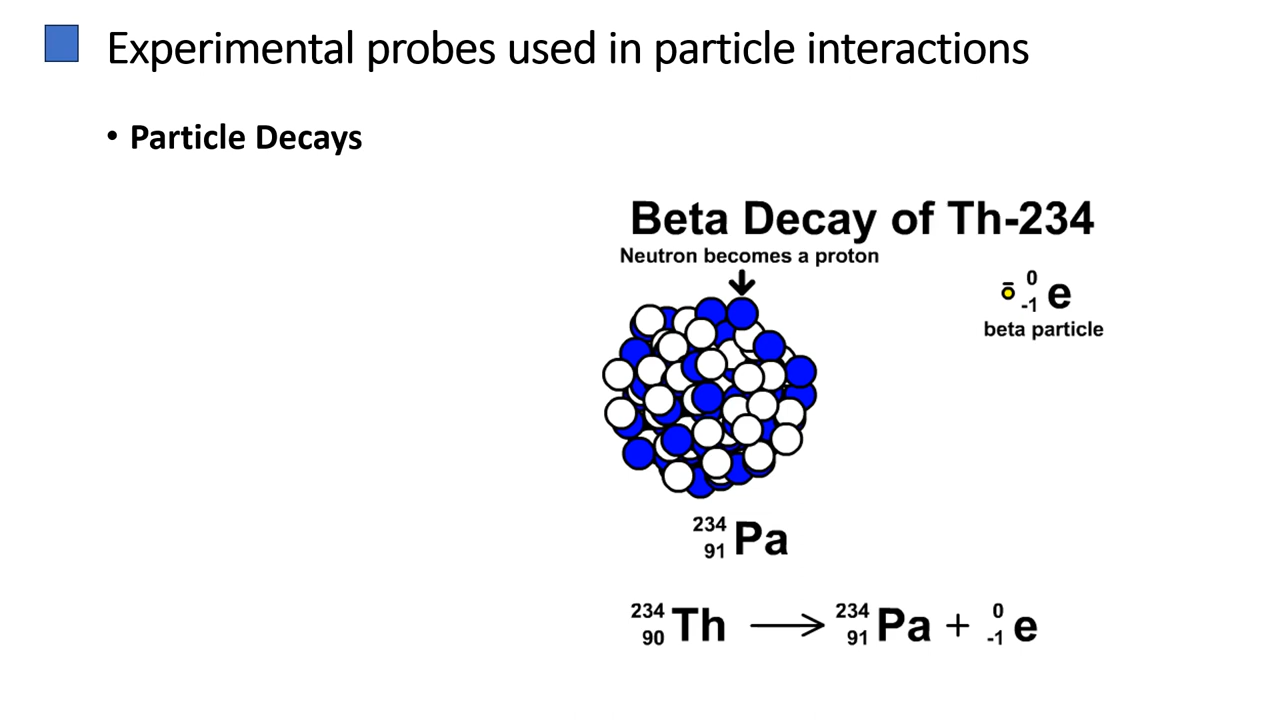 Experimental probes used in particle interactions
• Particle Decays
Beta Decay of Th-234
Neutron becomes a proton
0
-1 e
beta particle
234
91 Pa
234 90 Th ⟶ 234 91 Pa + 0 -1 e